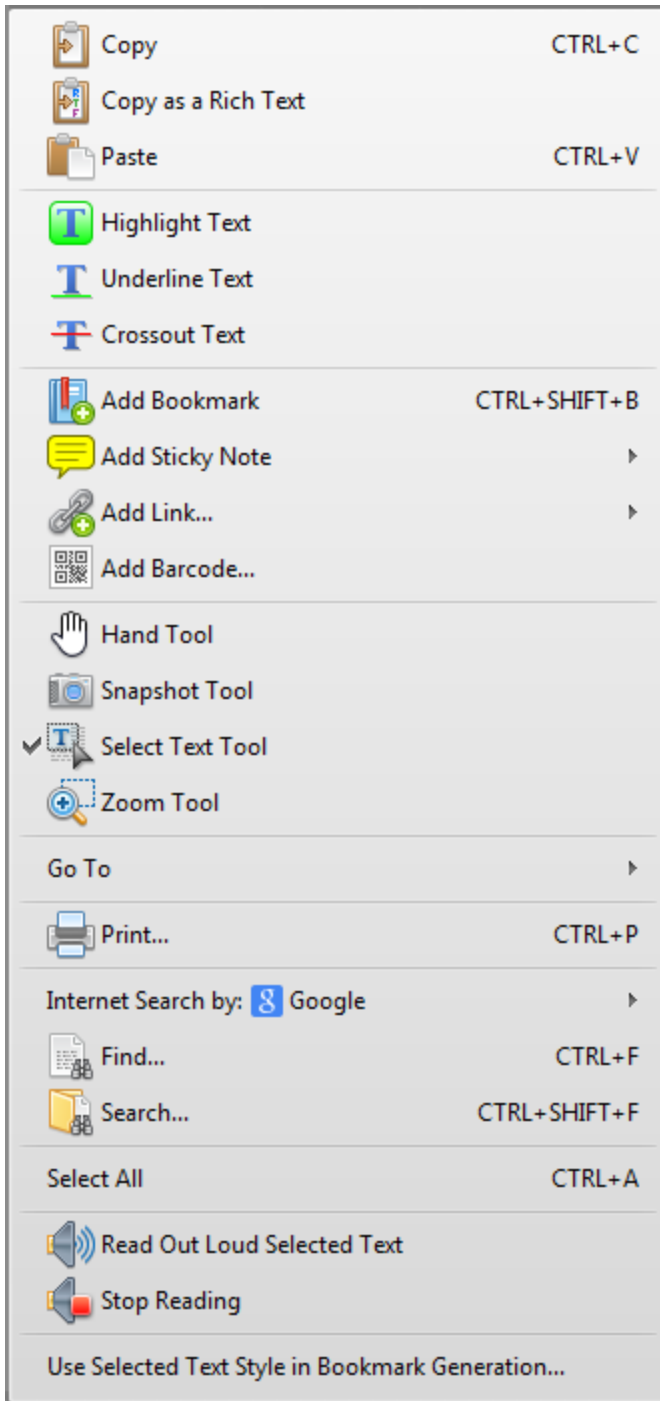 Copy CTRL+C
Copy as a Rich Text
Paste CTRL+V
Highlight Text
Underline Text
Crossout Text
Add Bookmark CTRL+SHIFT+B
Add Sticky Note
Add Link...
Add Barcode...
Hand Tool
Snapshot Tool
Select Text Tool
Zoom Tool
Go To
Print... CTRL+P
Internet Search by: Google
Find... CTRL+F
Search... CTRL+SHIFT+F
Select All CTRL+A
Read Out Loud Selected Text
Stop Reading
Use Selected Text Style in Bookmark Generation...